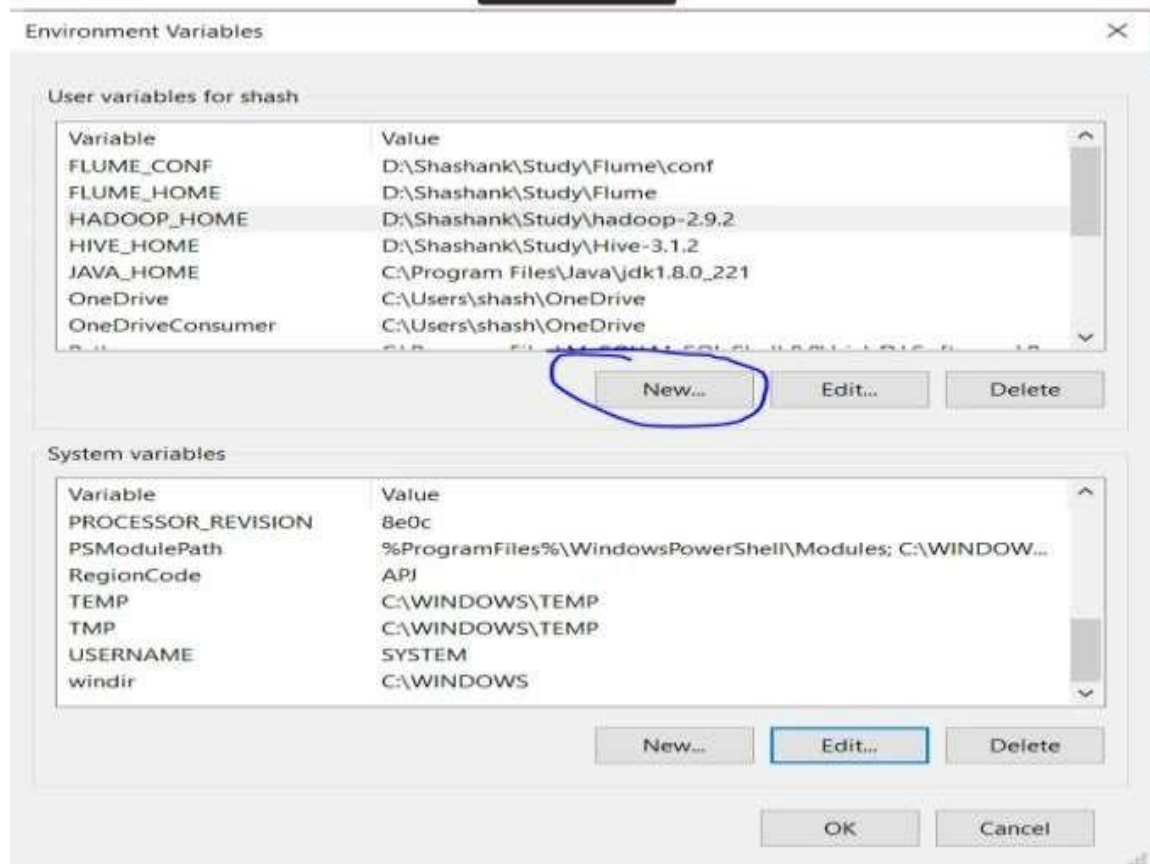 Environment Variables
User variables for shash
Variable Value
FLUME_CONF D:\Shashank\Study\Flume\conf
FLUME_HOME D:\Shashank\Study\Flume
HADOOP_HOME D:\Shashank\Study\hadoop-2.9.2
HIVE_HOME D:\Shashank\Study\Hive-3.1.2
JAVA_HOME C:\Program Files\Java\jdk1.8.0_221
OneDrive C:\Users\shash\OneDrive
OneDriveConsumer C:\Users\shash\OneDrive
New... Edit... Delete
System variables
Variable Value
PROCESSOR_REVISION 8e0c
PSModulePath %ProgramFiles%\WindowsPowerShell\Modules; C:\WINDOW...
RegionCode APJ
TEMP C:\WINDOWS\TEMP
TMP C:\WINDOWS\TEMP
USERNAME SYSTEM
windir C:\WINDOWS
New... Edit... Delete
OK Cancel